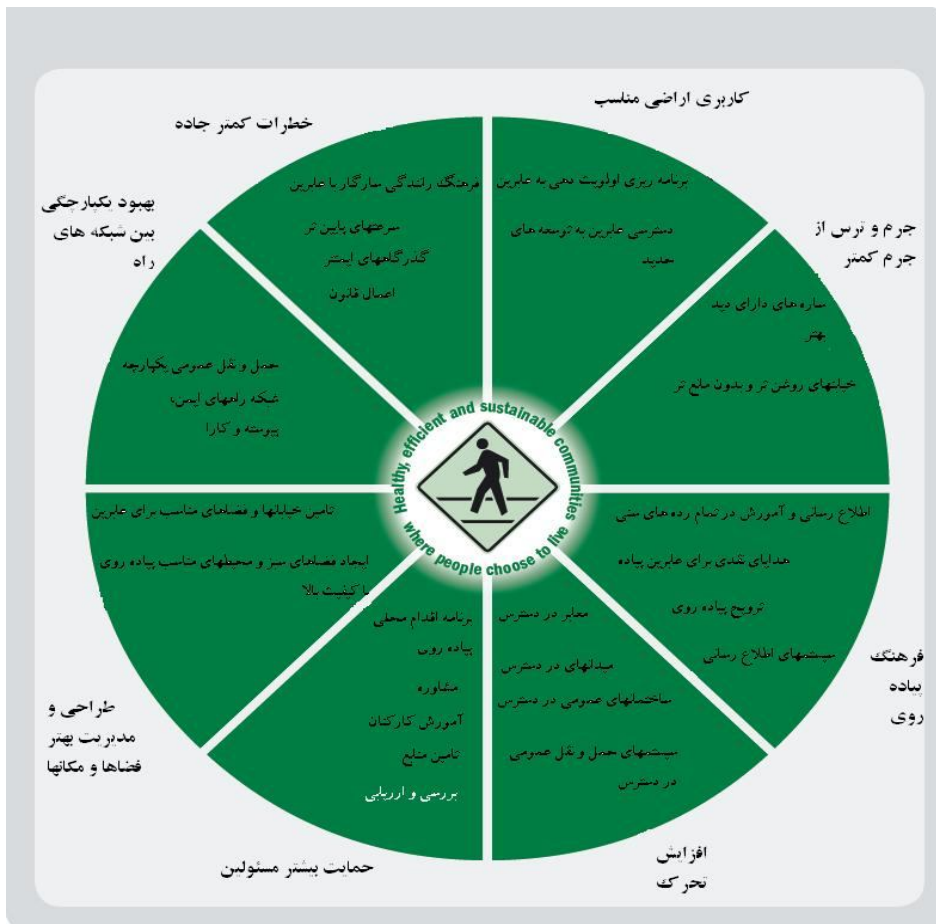 کاربری اراضی مناسب
برنامه ریزی اولویت دهی به عابرین
دسترسی عابرین به توسعه های
جدید
جرم و ترس از
جرم کمتر
سازه های دارای دید
بهتر
خیابانهای روشن تر و بدون مانع تر
فرهنگ
پیاده
روی
اطلاع رسانی و آموزش در تمام رده های سنی
هدایای نقدی برای عابرین پیاده
ترویج پیاده روی
سیستمهای اطلاع رسانی
افزایش
تحرک
معابر در دسترس
میدانهای در دسترس
ساختمانهای عمومی در دسترس
سیستمهای حمل و نقل عمومی
در دسترس
حمایت بیشتر مسئولین
برنامه اقدام محلی
پیاده روی
مشاوره
آموزش کارکنان
تامین منابع
بررسی و ارزیابی
طراحی و
مدیریت بهتر
فضاها و مکانها
تامین خیابانها و فضاهای مناسب برای عابرین
ایجاد فضاهای سبز و محیطهای مناسب پیاده روی
با کیفیت بالا
بهبود یکپارچگی
بین شبکه های
راه
حمل و نقل عمومی یکپارچه
شبکه راههای ایمن،
پیوسته و کارا
خطرات کمتر جاده
فرهنگ رانندگی سازگار با عابرین
سرعتهای پایین تر
گذرگاههای ایمنتر
اعمال قانون
Healthy, efficient and sustainable communities
where people choose to live